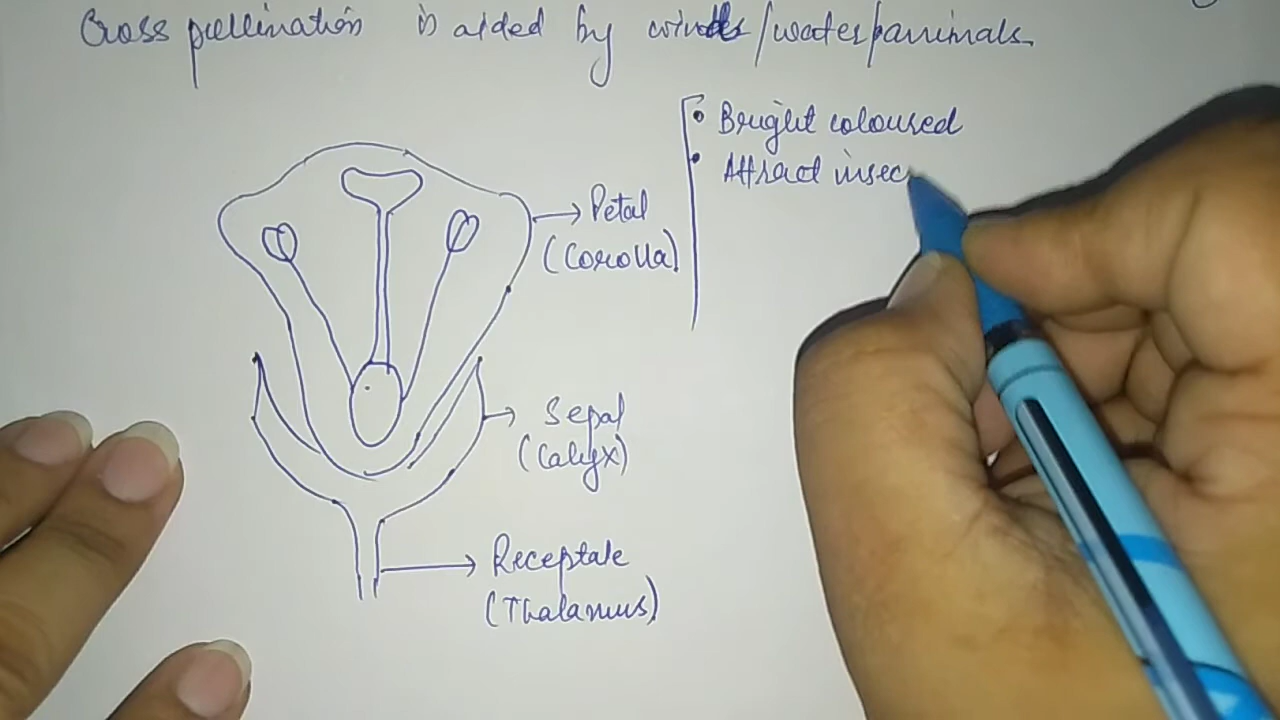 Cross pollination is aided by winds/water/animals.
• Bright coloured
• Attract insec
Petal
(Corolla)
Sepal
(Calyx)
Receptale
(Thalamus)